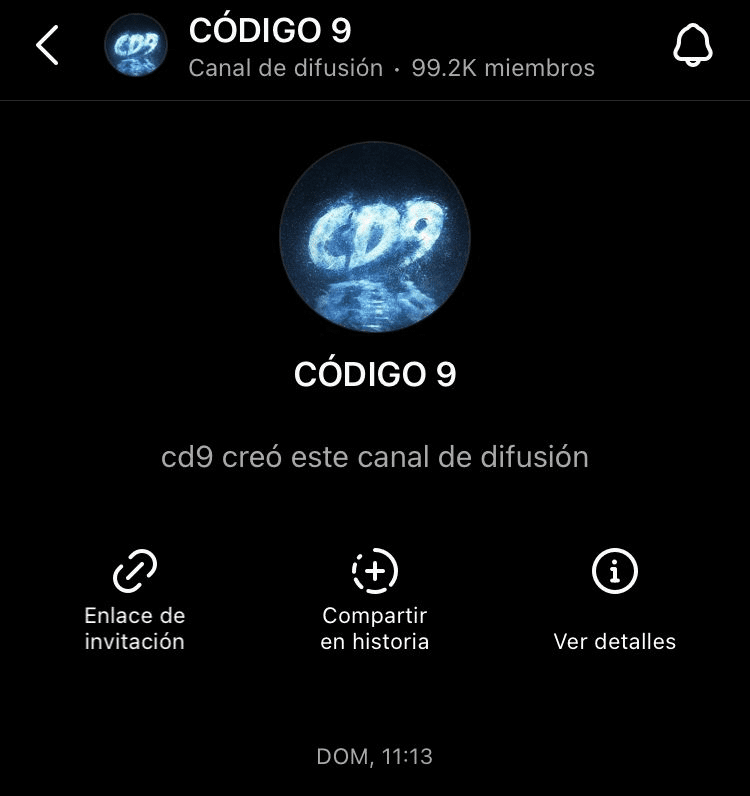 CD9
CÓDIGO 9
Canal de difusión · 99.2K miembros
CD9
CÓDIGO 9
cd9 creó este canal de difusión
Enlace de
invitación
Compartir
en historia
Ver detalles
DOM, 11:13